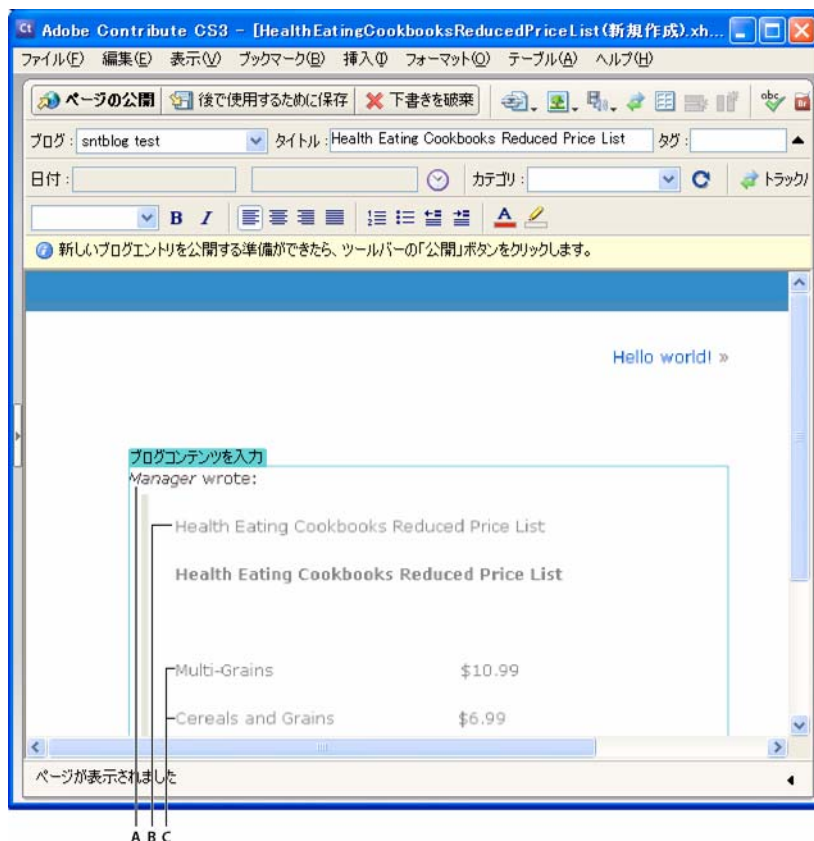 Adobe Contribute CS3 - [HealthEatingCookbooksReducedPriceList(新規作成).xh...
ファイル(F) 編集(E) 表示(V) ブックマーク(B) 挿入(I) フォーマット(O) テーブル(A) ヘルプ(H)
ページの公開 後で使用するために保存 下書きを破棄
ブログ: sntblog test タイトル: Health Eating Cookbooks Reduced Price List タグ:
日付: カテゴリ: トラックバ
B I A
新しいブログエントリを公開する準備ができたら、ツールバーの「公開」ボタンをクリックします。
Hello world! »
ブログコンテンツを入力
Manager wrote:
Health Eating Cookbooks Reduced Price List
Health Eating Cookbooks Reduced Price List
Multi-Grains $10.99
Cereals and Grains $6.99
ページが表示されました
A B C